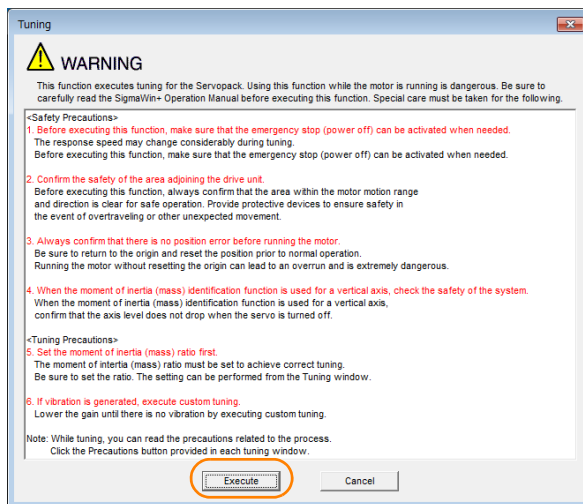 Tuning
WARNING
This function executes tuning for the Servopack. Using this function while the motor is running is dangerous. Be sure to
carefully read the SigmaWin+ Operation Manual before executing this function. Special care must be taken for the following.
<Safety Precautions>
1. Before executing this function, make sure that the emergency stop (power off) can be activated when needed.
The response speed may change considerably during tuning.
Before executing this function, make sure that the emergency stop (power off) can be activated when needed.
2. Confirm the safety of the area adjoining the drive unit.
Before executing this function, always confirm that the area within the motor motion range
and direction is clear for safe operation. Provide protective devices to ensure safety in
the event of overtraveling or other unexpected movement.
3. Always confirm that there is no position error before running the motor.
Be sure to return to the origin and reset the position prior to normal operation.
Running the motor without resetting the origin can lead to an overrun and is extremely dangerous.
4. When the moment of inertia (mass) identification function is used for a vertical axis, check the safety of the system.
When the moment of inertia (mass) identification function is used for a vertical axis,
confirm that the axis level does not drop when the servo is turned off.
<Tuning Precautions>
5. Set the moment of inertia (mass) ratio first.
The moment of intertia (mass) ratio must be set to achieve correct tuning.
Be sure to set the ratio. The setting can be performed from the Tuning window.
6. If vibration is generated, execute custom tuning.
Lower the gain until there is no vibration by executing custom tuning.
Note: While tuning, you can read the precautions related to the process.
Click the Precautions button provided in each tuning window.
Execute
Cancel